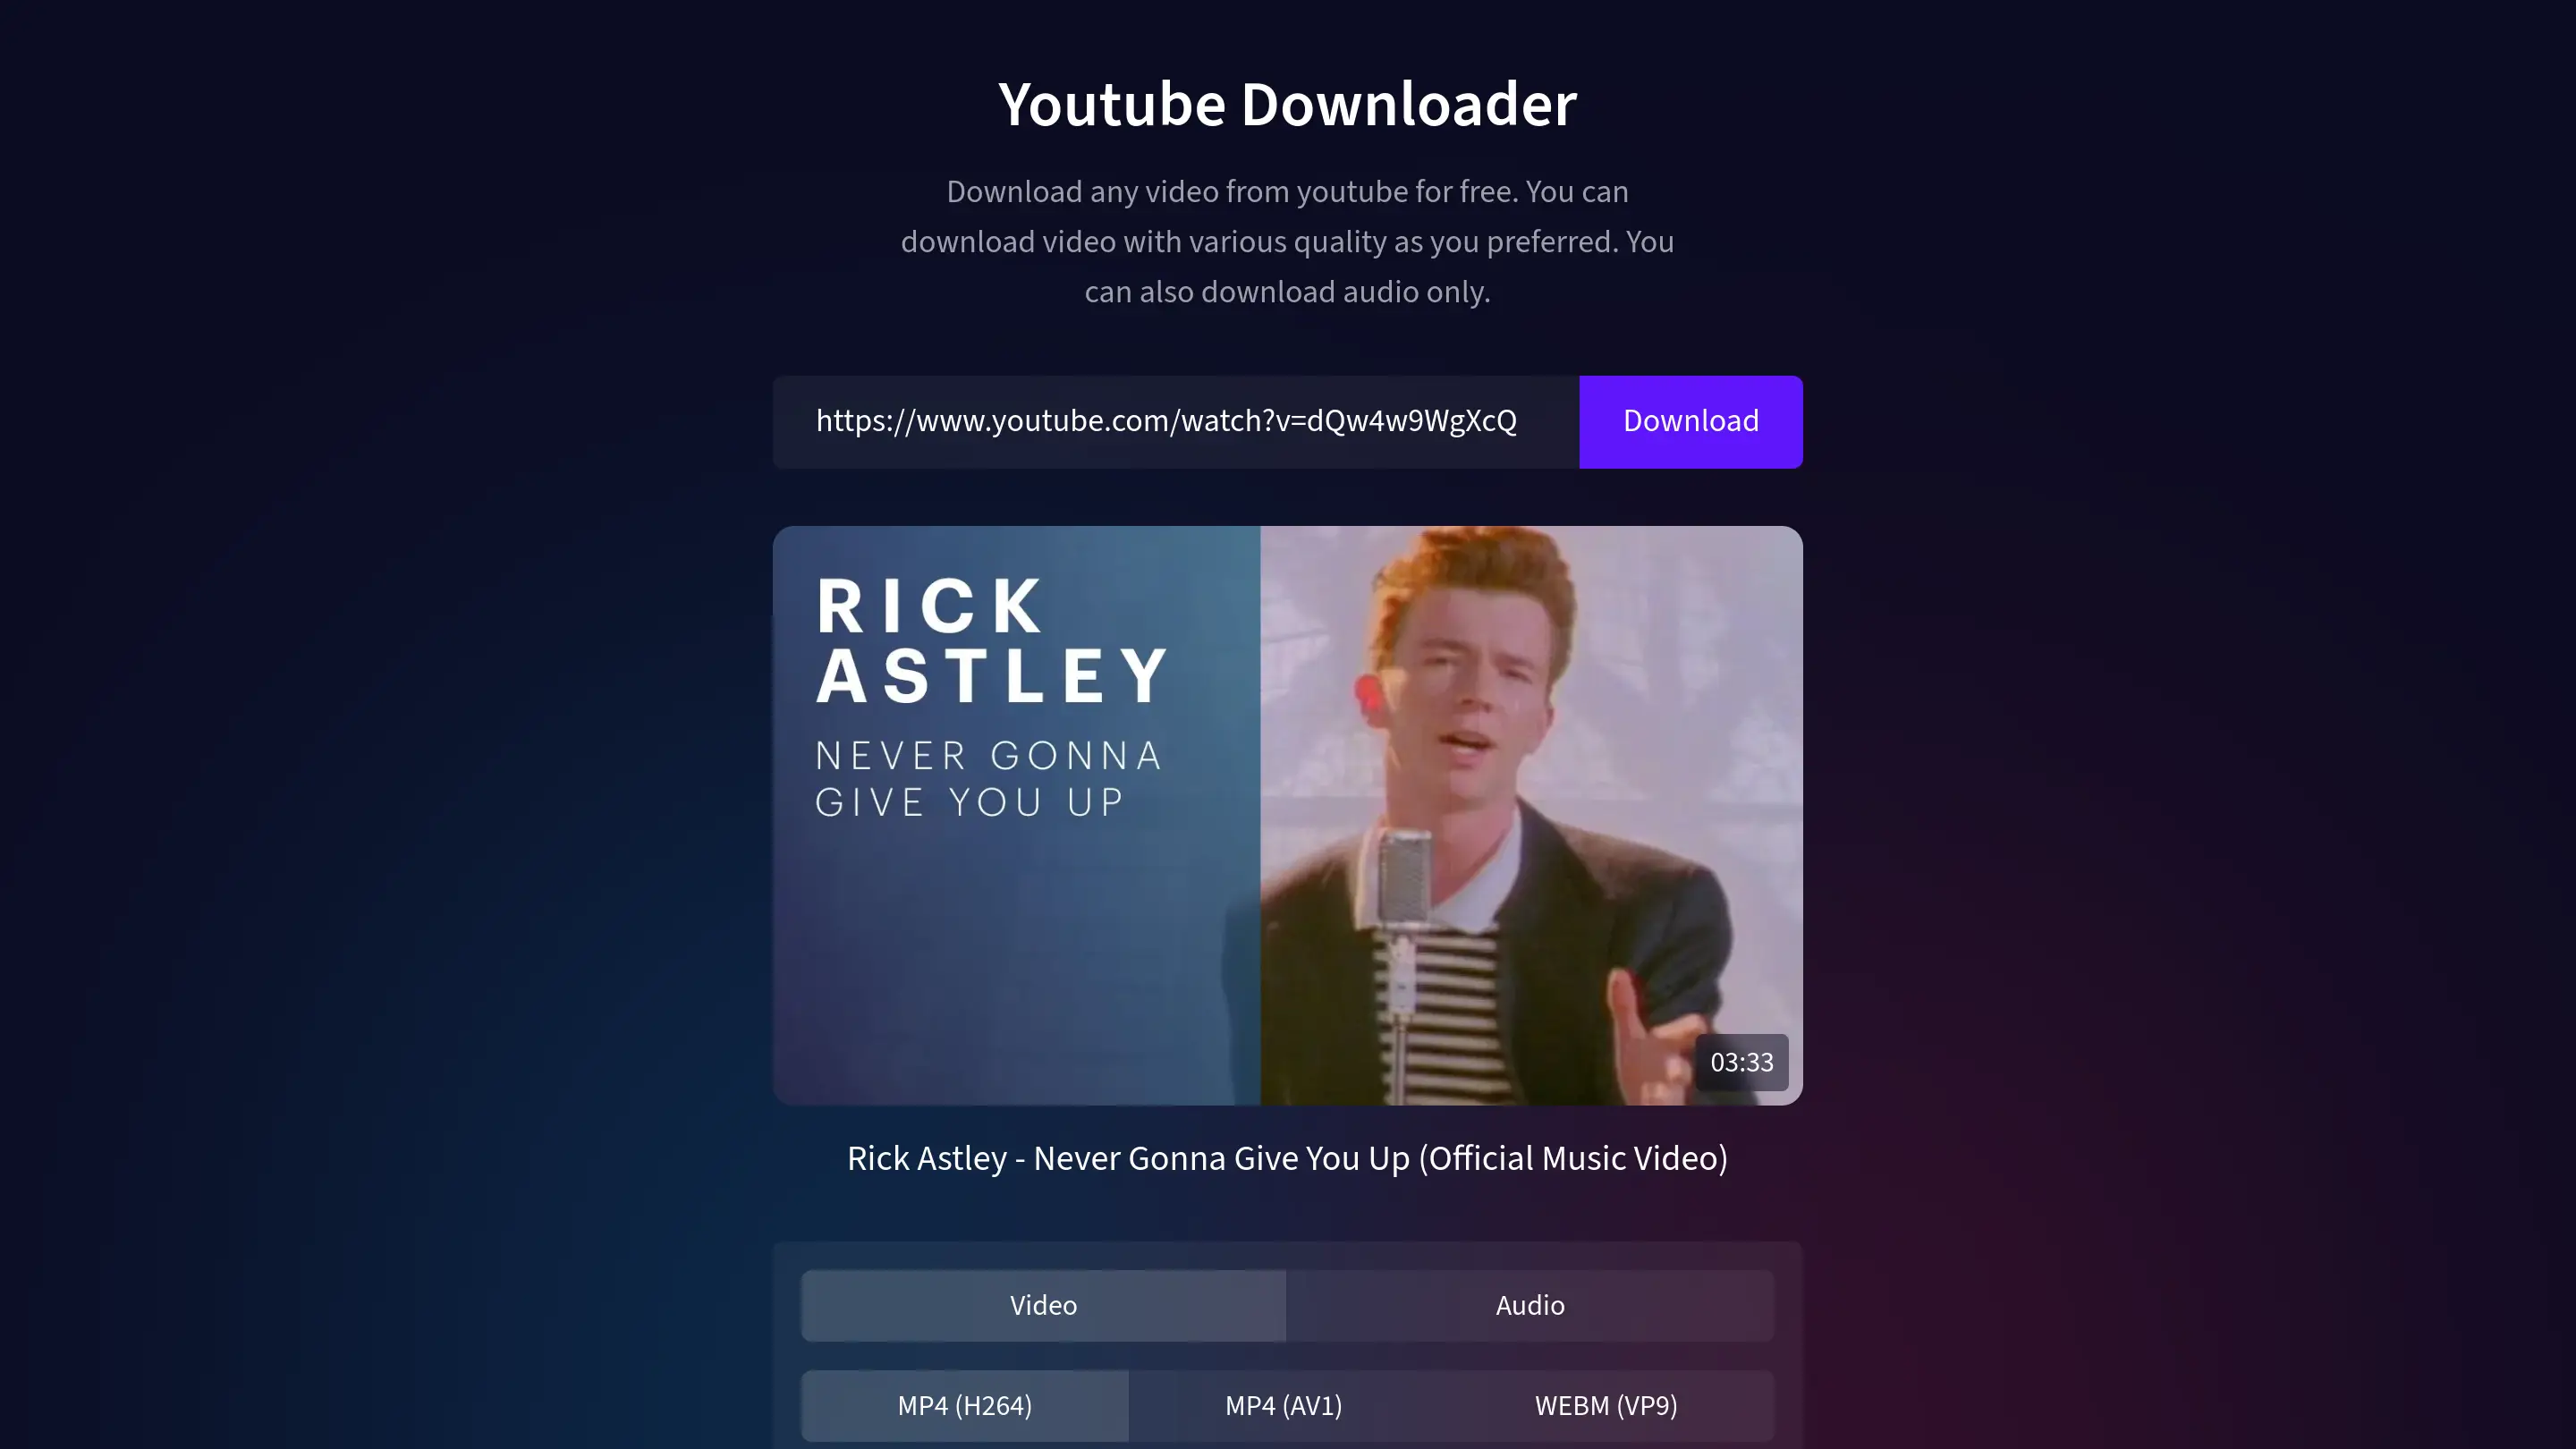 Youtube Downloader
Download any video from youtube for free. You can
download video with various quality as you preferred. You
can also download audio only.
https://www.youtube.com/watch?v=dQw4w9WgXcQ
Download
RICK
ASTLEY
NEVER GONNA
GIVE YOU UP
03:33
Rick Astley - Never Gonna Give You Up (Official Music Video)
Video
Audio
MP4 (H264)
MP4 (AV1)
WEBM (VP9)